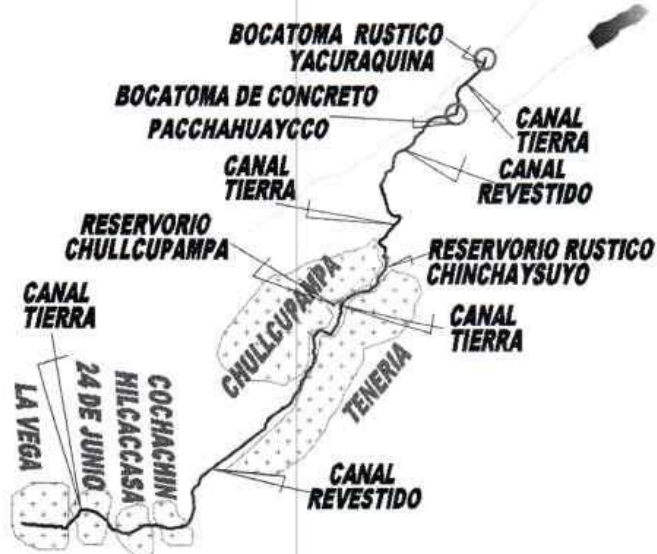 BOCATOMA RUSTICO
YACURAQUINA
BOCATOMA DE CONCRETO
PACCHAHUAYCCO
CANAL
TIERRA
CANAL
TIERRA
CANAL
REVESTIDO
RESERVORIO
CHULLCUPAMPA
RESERVORIO RUSTICO
CHINCHAYSUYO
CHULLCUPAMPA
CANAL
TIERRA
CANAL
TIERRA
TENERIA
LA VEGA
24 DE JUNIO
MILCACCASA
COCHACHIN
CANAL
REVESTIDO